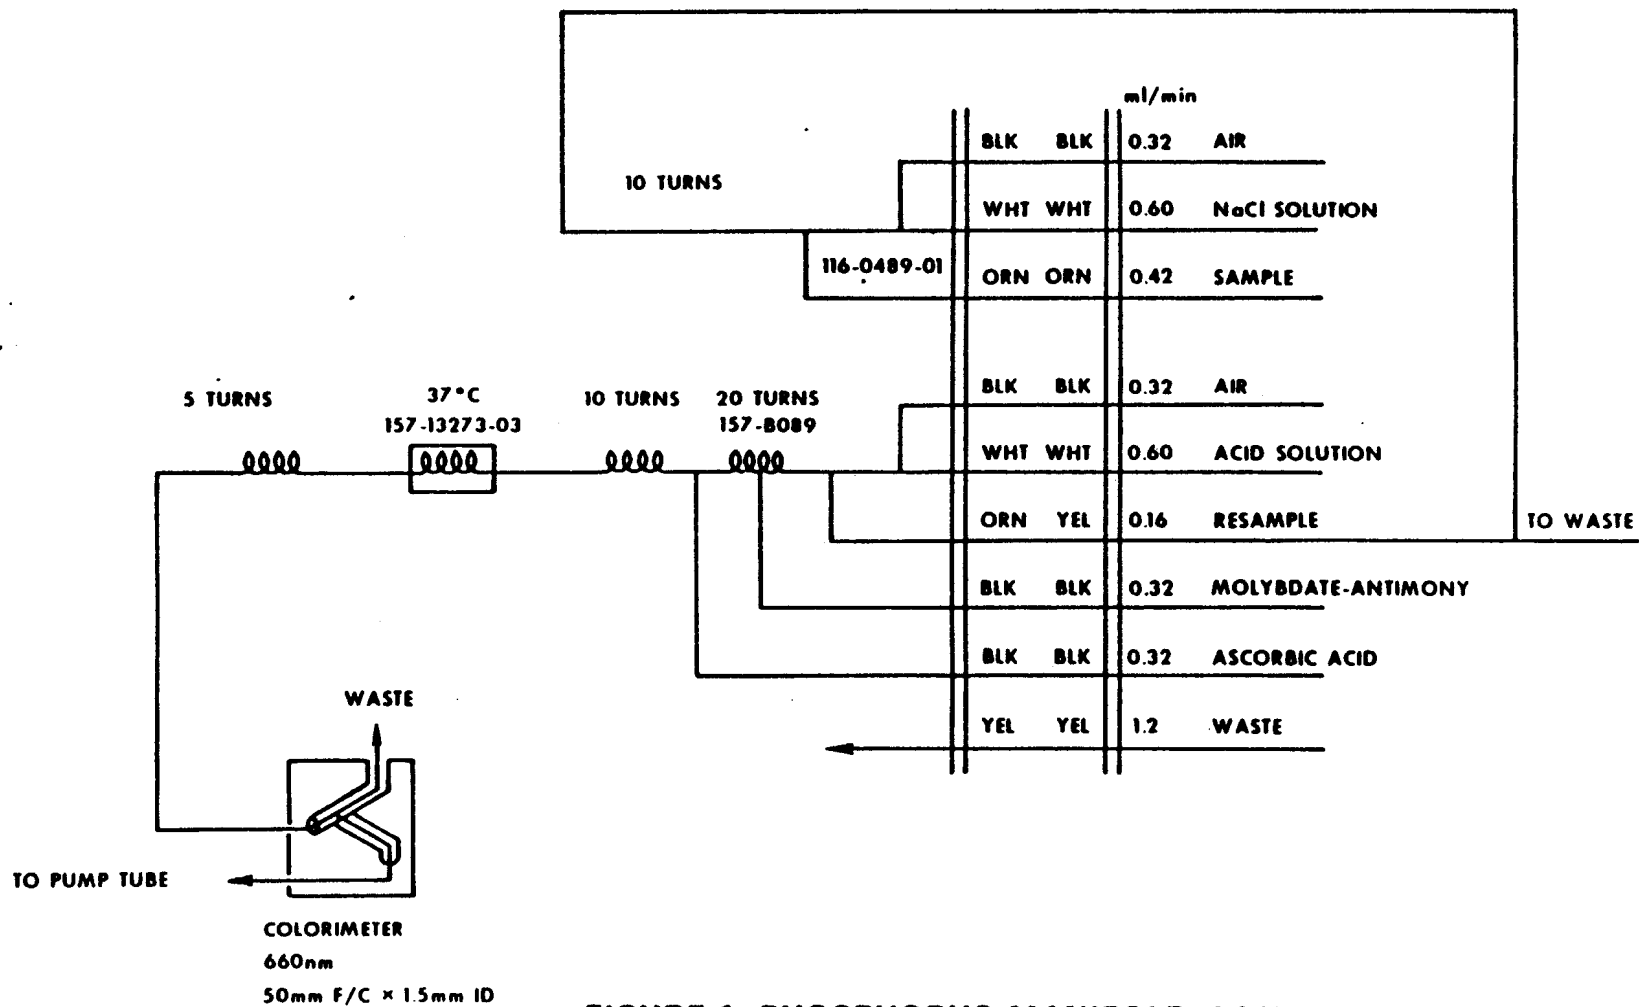 ml/min
BLK BLK 0.32 AIR
10 TURNS
WHT WHT 0.60 NaCl SOLUTION
116-0489-01
ORN ORN 0.42 SAMPLE
BLK BLK 0.32 AIR
5 TURNS
37°C
157-13273-03
10 TURNS
20 TURNS
157-B089
WHT WHT 0.60 ACID SOLUTION
ORN YEL 0.16 RESAMPLE
TO WASTE
BLK BLK 0.32 MOLYBDATE-ANTIMONY
BLK BLK 0.32 ASCORBIC ACID
YEL YEL 1.2 WASTE
WASTE
TO PUMP TUBE
COLORIMETER
660nm
50mm F/C × 1.5mm ID